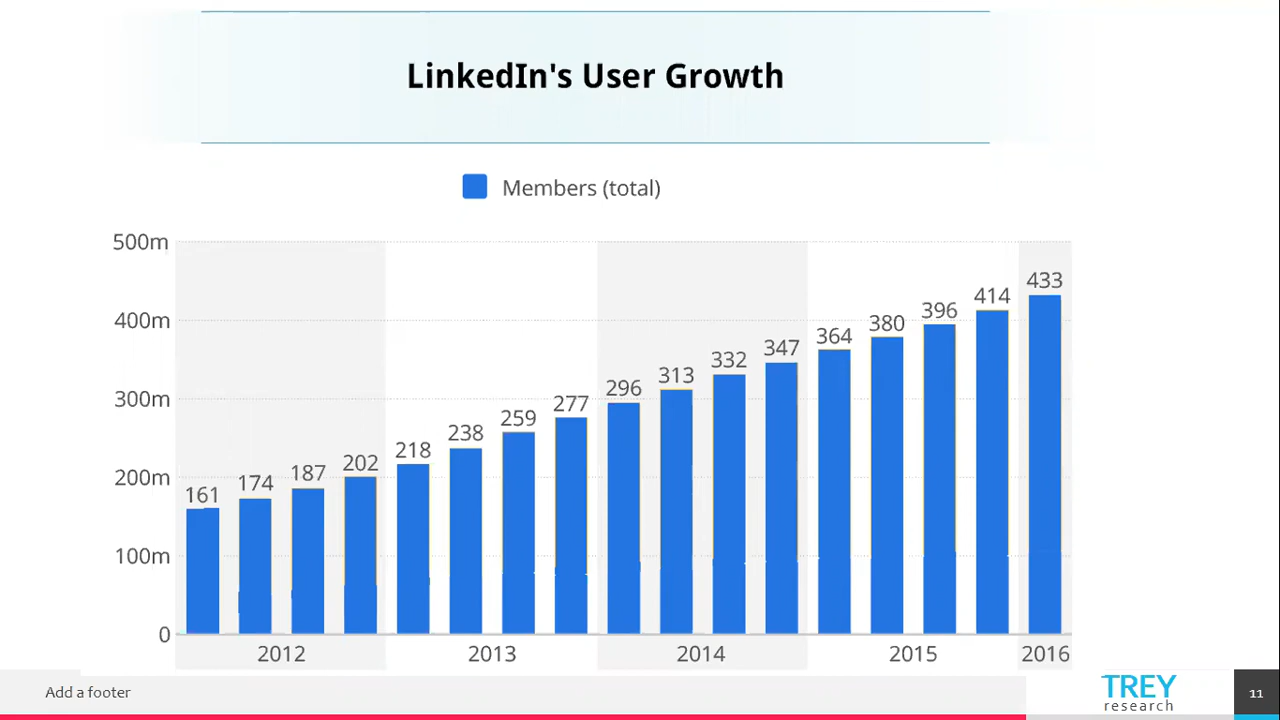 LinkedIn's User Growth
Members (total)
500m
400m
300m
200m
100m
0
161 174 187 202 218 238 259 277 296 313 332 347 364 380 396 414 433
2012 2013 2014 2015 2016
Add a footer
TREY
research
11